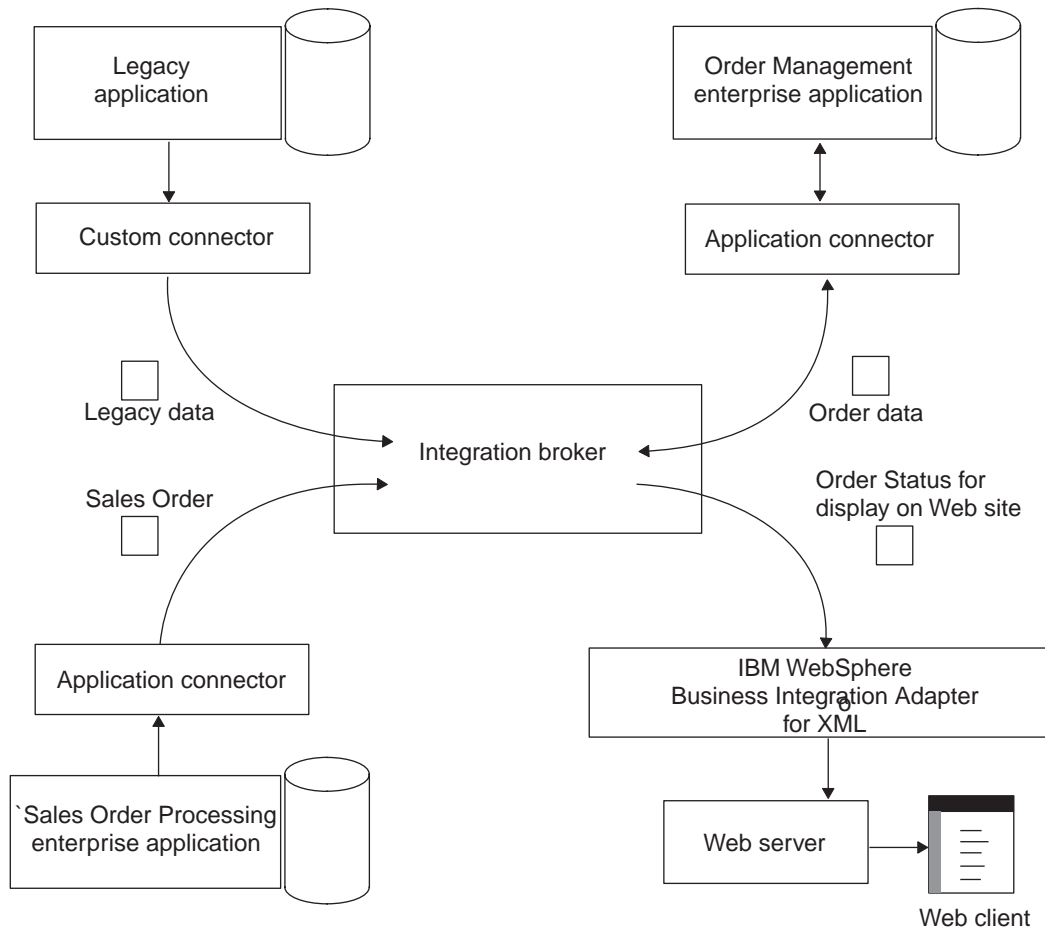 Legacy
application
Order Management
enterprise application
Custom connector
Application connector
Legacy data
Order data
Integration broker
Sales Order
Order Status for
display on Web site
Application connector
IBM WebSphere
Business Integration Adapter
o
for XML
`Sales Order Processing
enterprise application
Web server
Web client